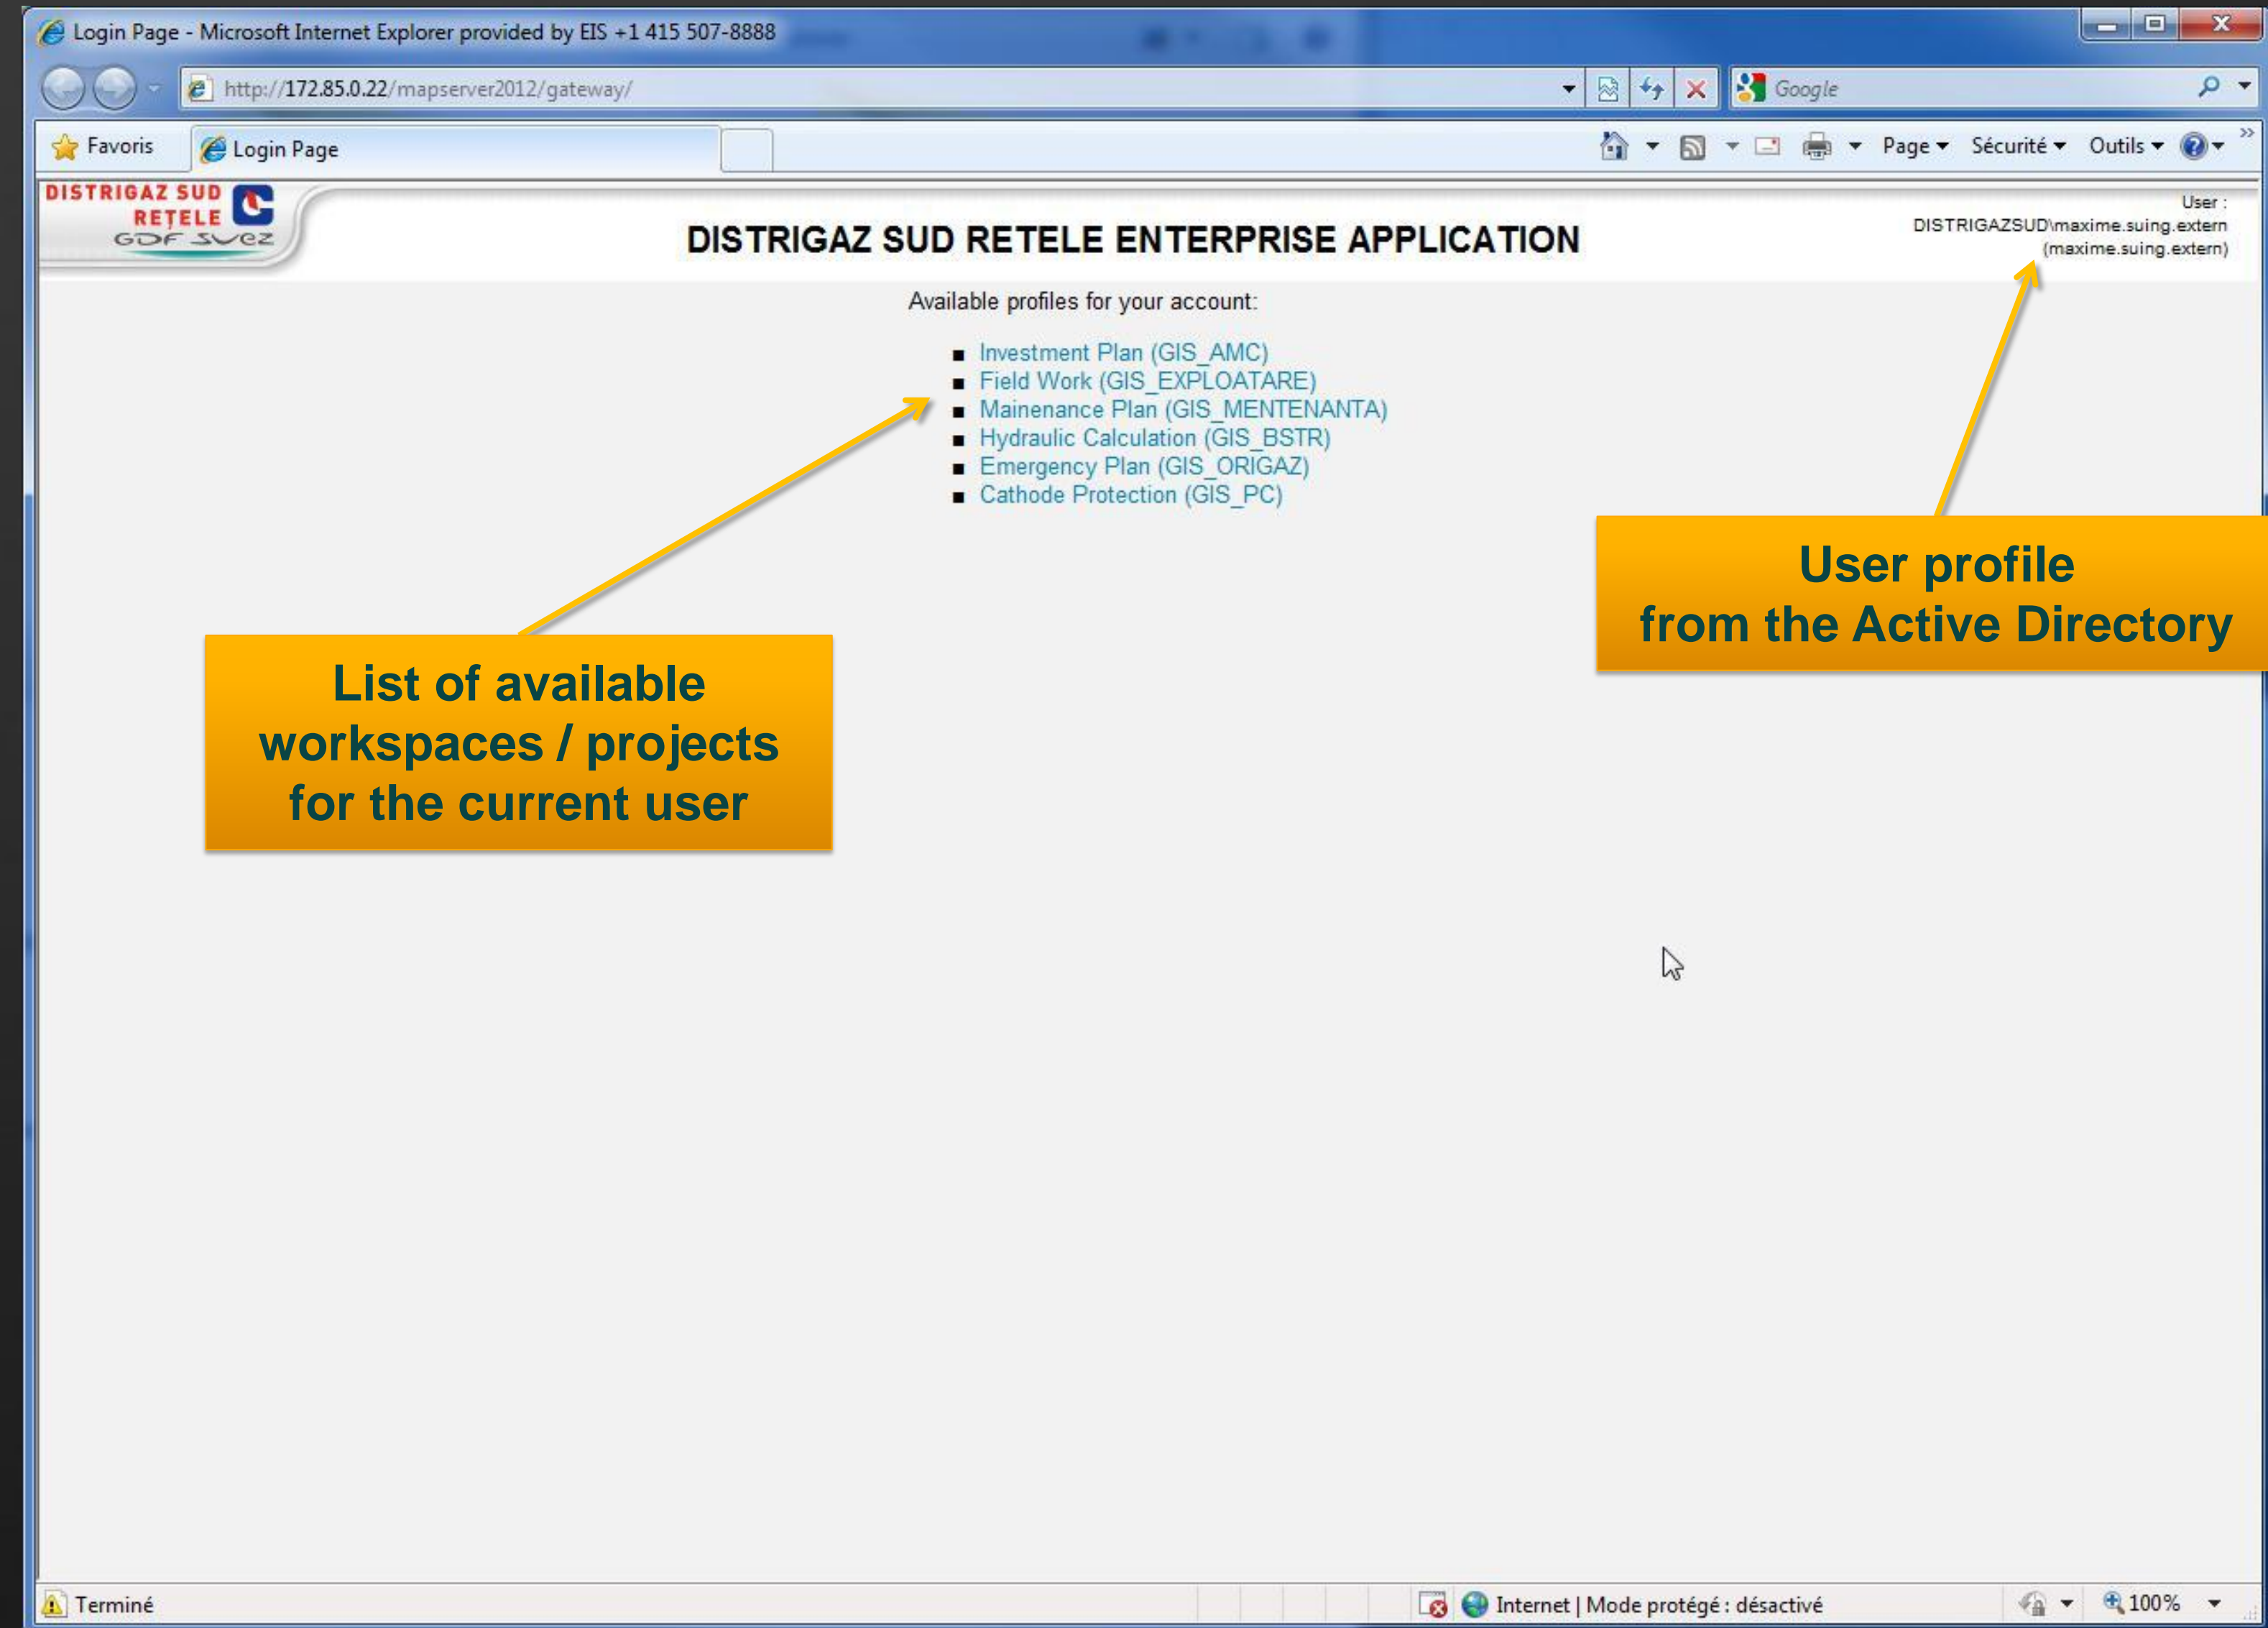 Login Page - Microsoft Internet Explorer provided by EIS +1 415 507-8888
http://172.85.0.22/mapserver2012/gateway/
Google
Favoris
Login Page
Page
Sécurité
Outils
DISTRIGAZ SUD
REȚELE
GDF SUEZ
DISTRIGAZ SUD RETELE ENTERPRISE APPLICATION
User :
DISTRIGAZSUD\maxime.suing.extern
(maxime.suing.extern)
Available profiles for your account:
Investment Plan (GIS_AMC)
Field Work (GIS_EXPLOATARE)
Mainenance Plan (GIS_MENTENANTA)
Hydraulic Calculation (GIS_BSTR)
Emergency Plan (GIS_ORIGAZ)
Cathode Protection (GIS_PC)
User profile
from the Active Directory
List of available
workspaces / projects
for the current user
Terminé
Internet | Mode protégé : désactivé
100%